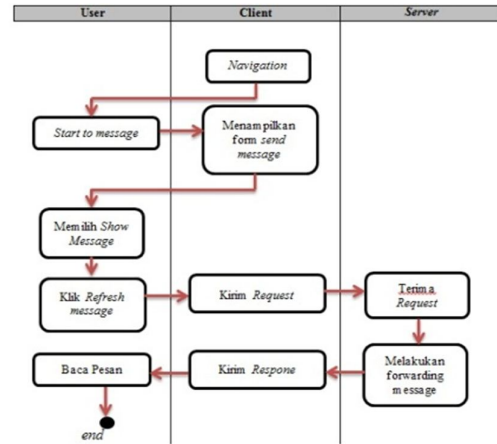 User Client Server
Navigation
Start to message
Menampilkan
form send
message
Memilih Show
Message
Klik Refresh
message
Kirim Request
Terima
Request
Melakukan
forwarding
message
Kirim Respone
Baca Pesan
end